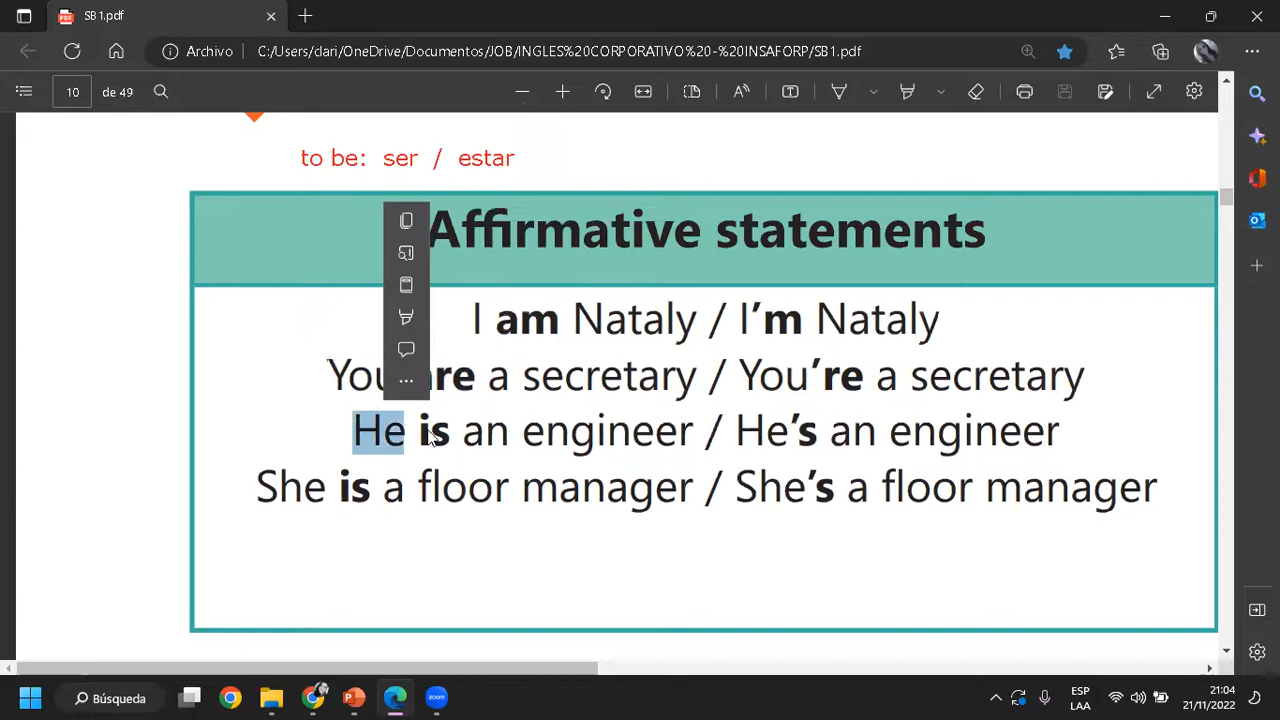 SB1.pdf
Archivo
C:/Users/clari/OneDrive/Documentos/JOB/INGLES%20CORPORATIVO%20-%20INSAFORP/SB1.pdf
10 de 49
to be: ser / estar
Affirmative statements
I am Nataly / I'm Nataly
You are a secretary / You're a secretary
He is an engineer / He's an engineer
She is a floor manager / She's a floor manager
Búsqueda
zoom
ESP
LAA
21:04
21/11/2022